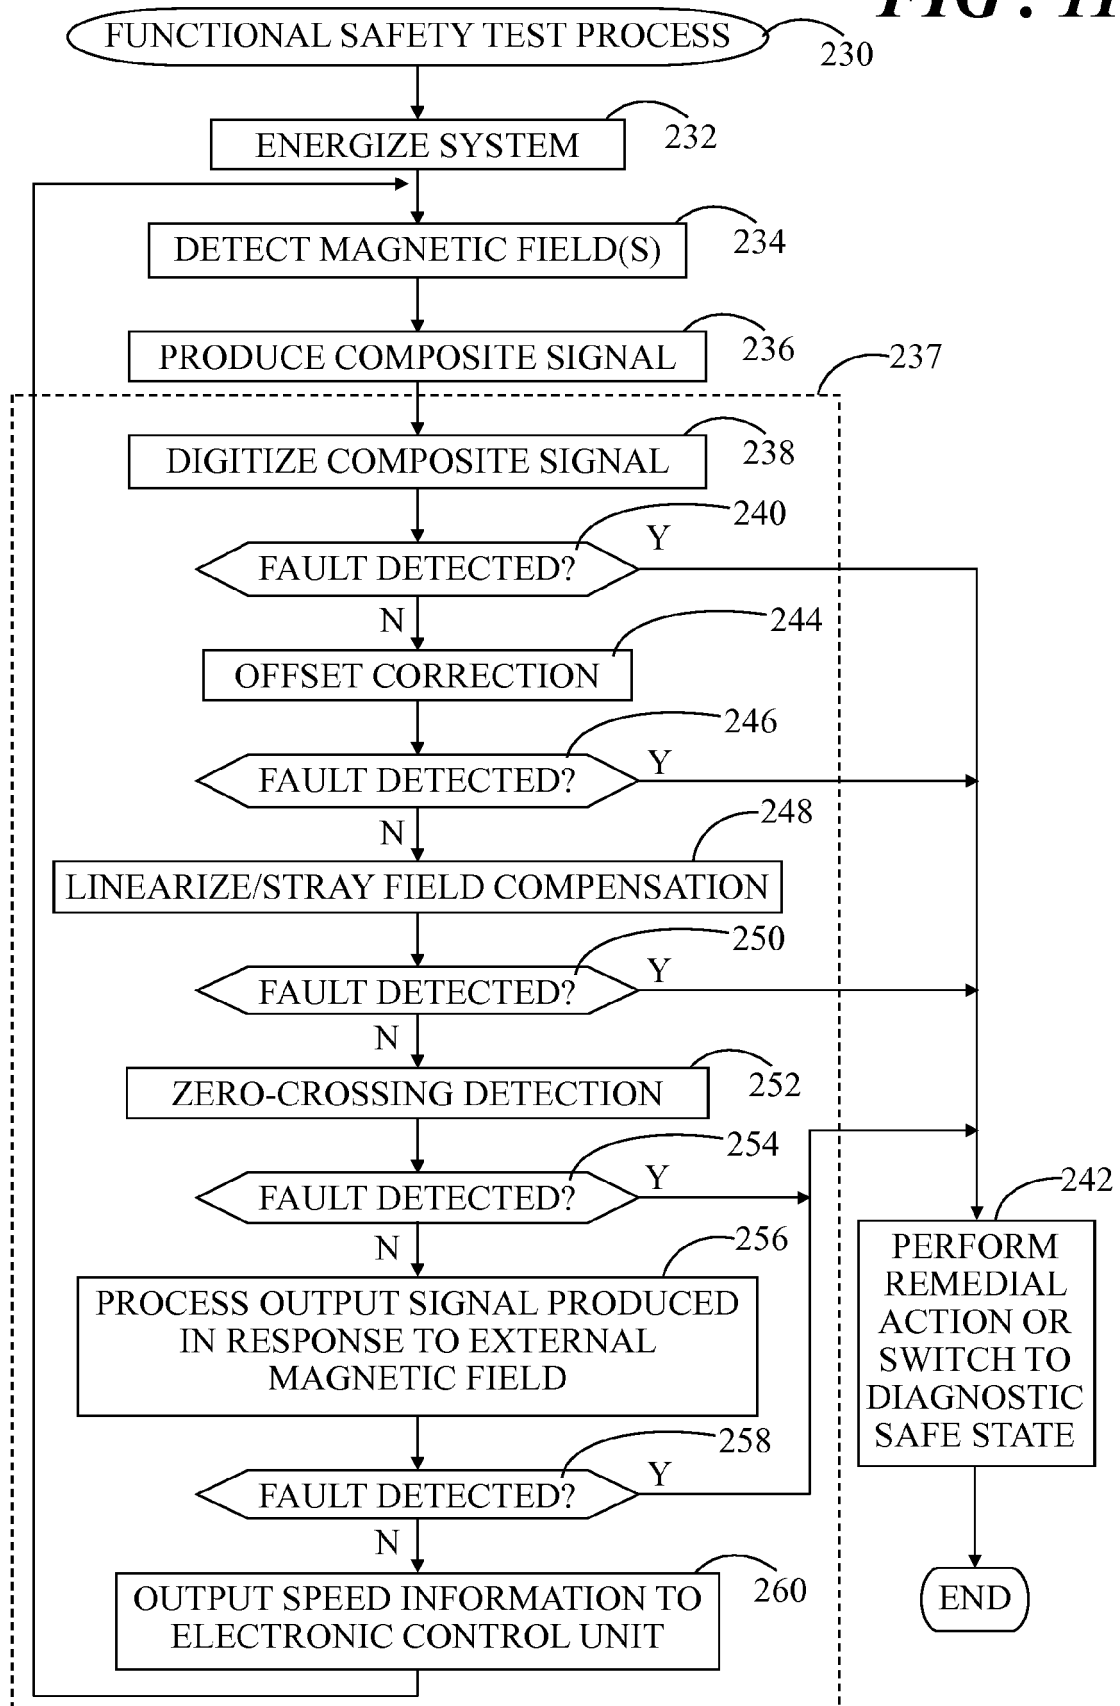 FIG. 11
FUNCTIONAL SAFETY TEST PROCESS
230
ENERGIZE SYSTEM
232
DETECT MAGNETIC FIELD(S)
234
PRODUCE COMPOSITE SIGNAL
236
237
DIGITIZE COMPOSITE SIGNAL
238
FAULT DETECTED?
240
Y
N
OFFSET CORRECTION
244
FAULT DETECTED?
246
Y
N
LINEARIZE/STRAY FIELD COMPENSATION
248
FAULT DETECTED?
250
Y
N
ZERO-CROSSING DETECTION
252
FAULT DETECTED?
254
Y
N
PROCESS OUTPUT SIGNAL PRODUCED
IN RESPONSE TO EXTERNAL
MAGNETIC FIELD
256
FAULT DETECTED?
258
Y
N
OUTPUT SPEED INFORMATION TO
ELECTRONIC CONTROL UNIT
260
242
PERFORM
REMEDIAL
ACTION OR
SWITCH TO
DIAGNOSTIC
SAFE STATE
END